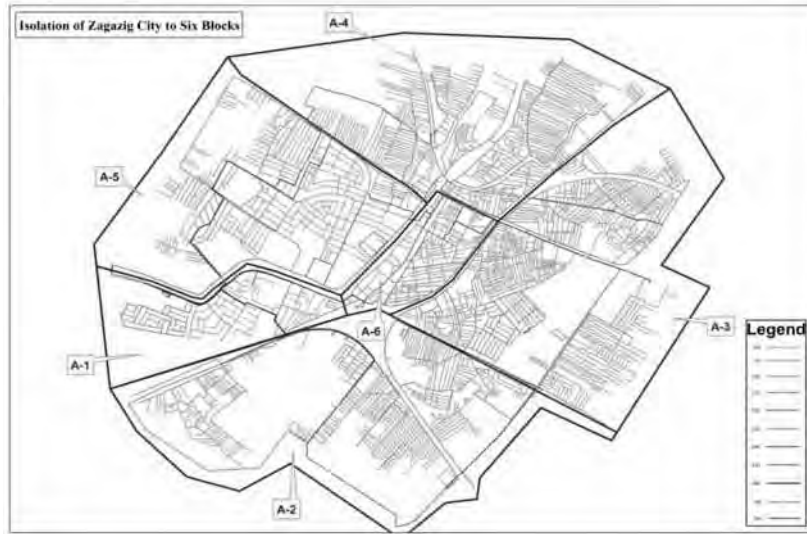 Isolation of Zagazig City to Six Blocks
A-4
A-5
A-3
A-6
A-1
A-2
Legend